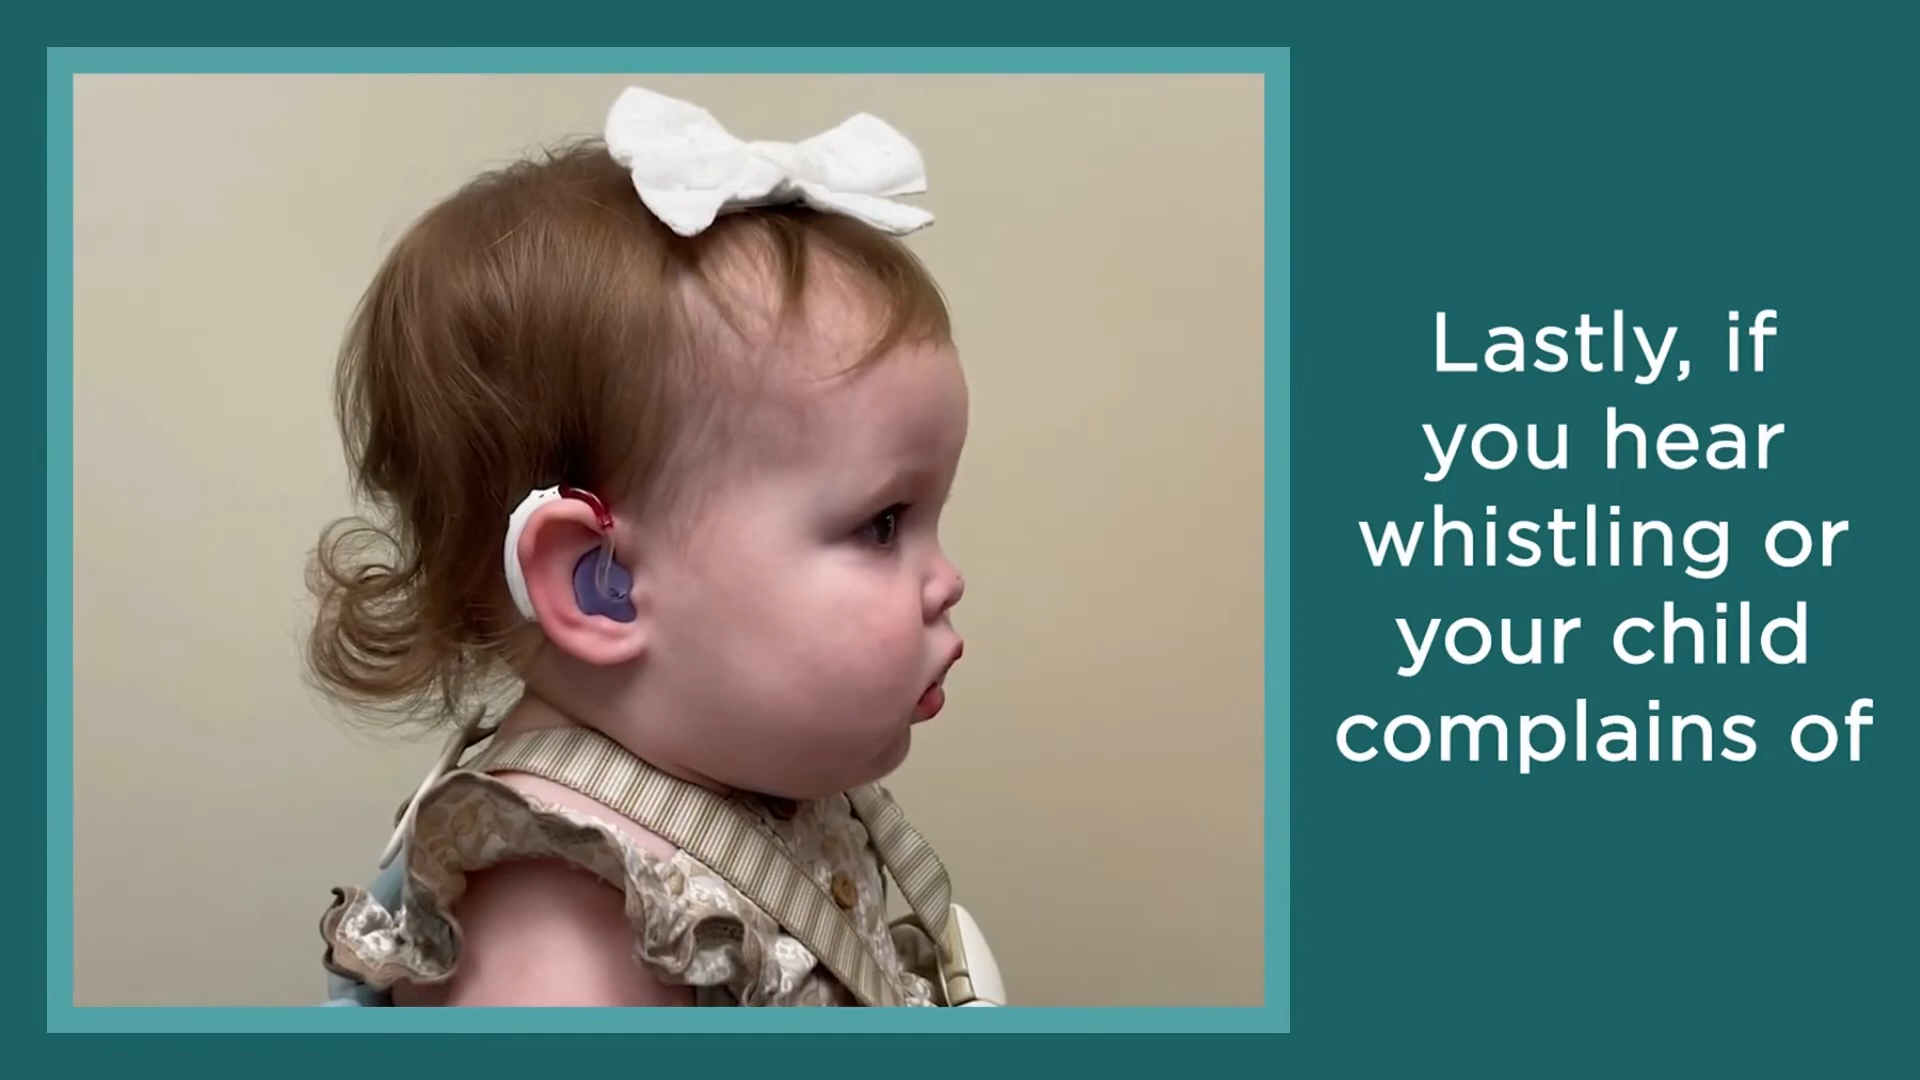 Lastly, if
you hear
whistling or
your child
complains of